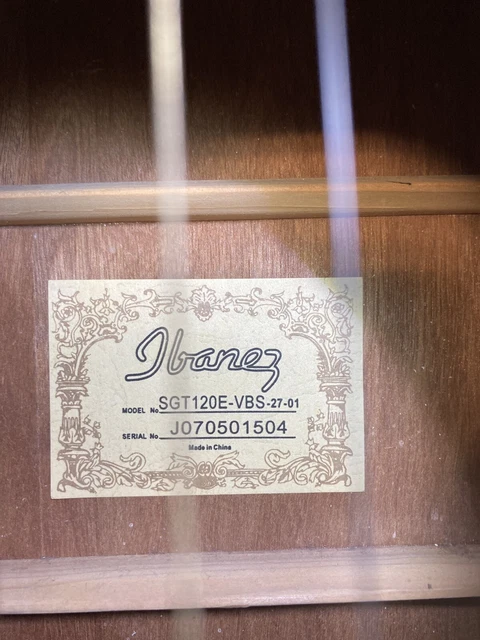 Ibanez
MODEL No. SGT120E-VBS-27-01
SERIAL No. J070501504
Made in China